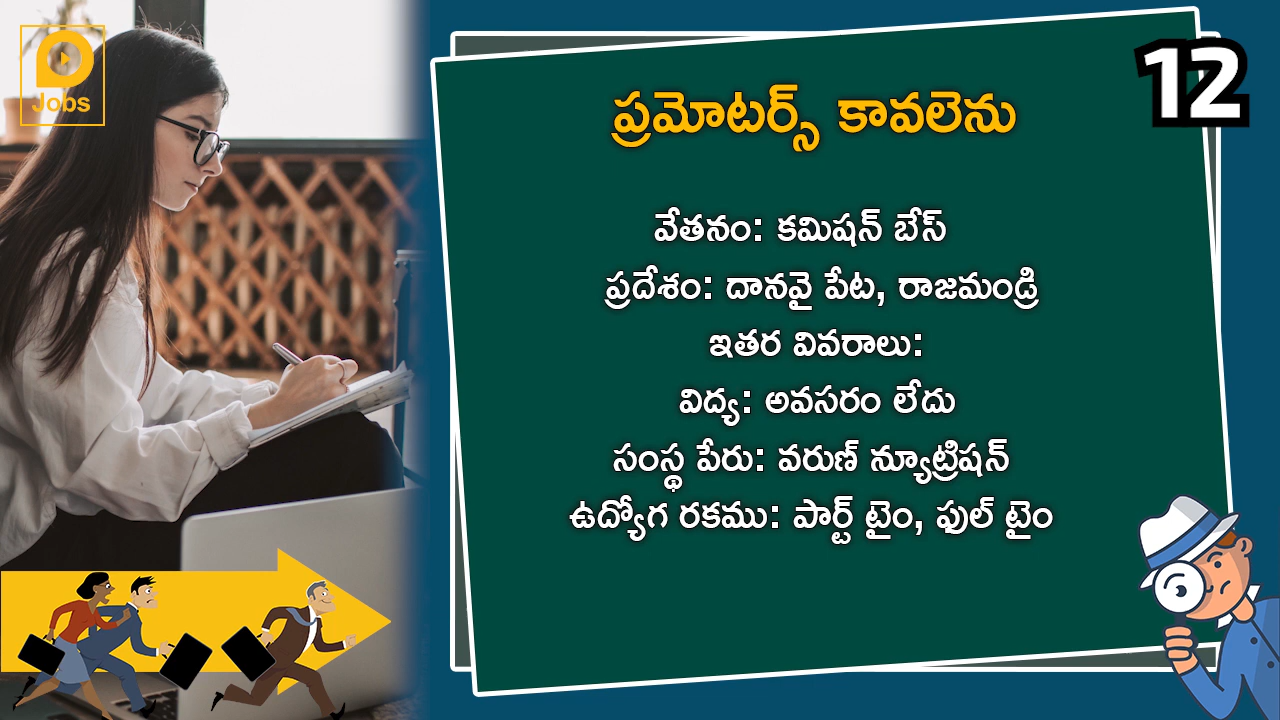 Jobs
12
ప్రమోటర్స్ కావలెను
వేతనం: కమిషన్ బేస్
ప్రదేశం: దానవై పేట, రాజమండ్రి
ఇతర వివరాలు:
విద్య: అవసరం లేదు
సంస్థ పేరు: వరుణ్ న్యూట్రిషన్
ఉద్యోగ రకము: పార్ట్ టైం, ఫుల్ టైం